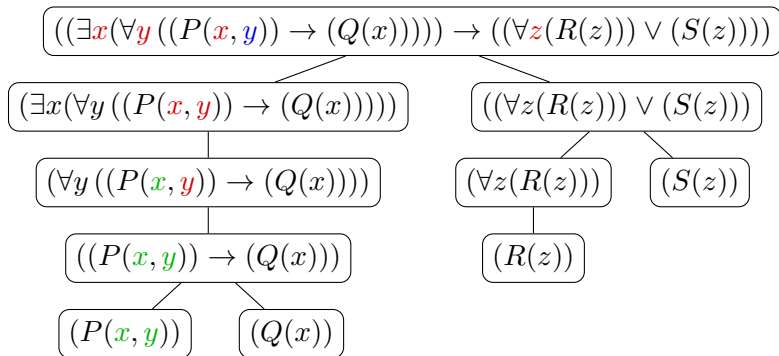 ((∃x(∀y ((P(x, y)) → (Q(x))))) → ((∀z(R(z))) ∨ (S(z))))
(∃x(∀y ((P(x, y)) → (Q(x)))))
((∀z(R(z))) ∨ (S(z)))
(∀y ((P(x, y)) → (Q(x))))
(∀z(R(z)))
(S(z))
((P(x, y)) → (Q(x)))
(R(z))
(P(x, y))
(Q(x))